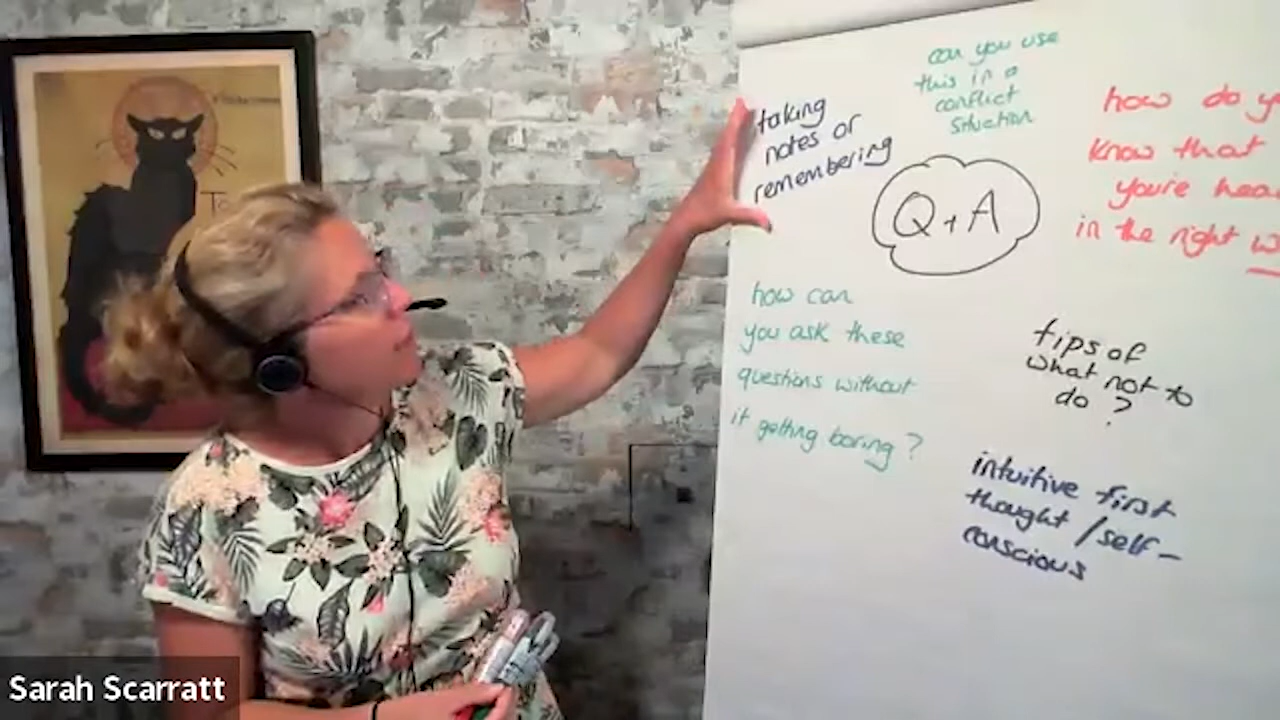 can you use
this in a
conflict
situation
taking
notes or
remembering
how do y
know that
you're hea
in the right w
Q + A
how can
you ask these
questions without
it getting boring?
tips of
what not to
do?
intuitive first
thought / self-
conscious
To
Sarah Scarratt